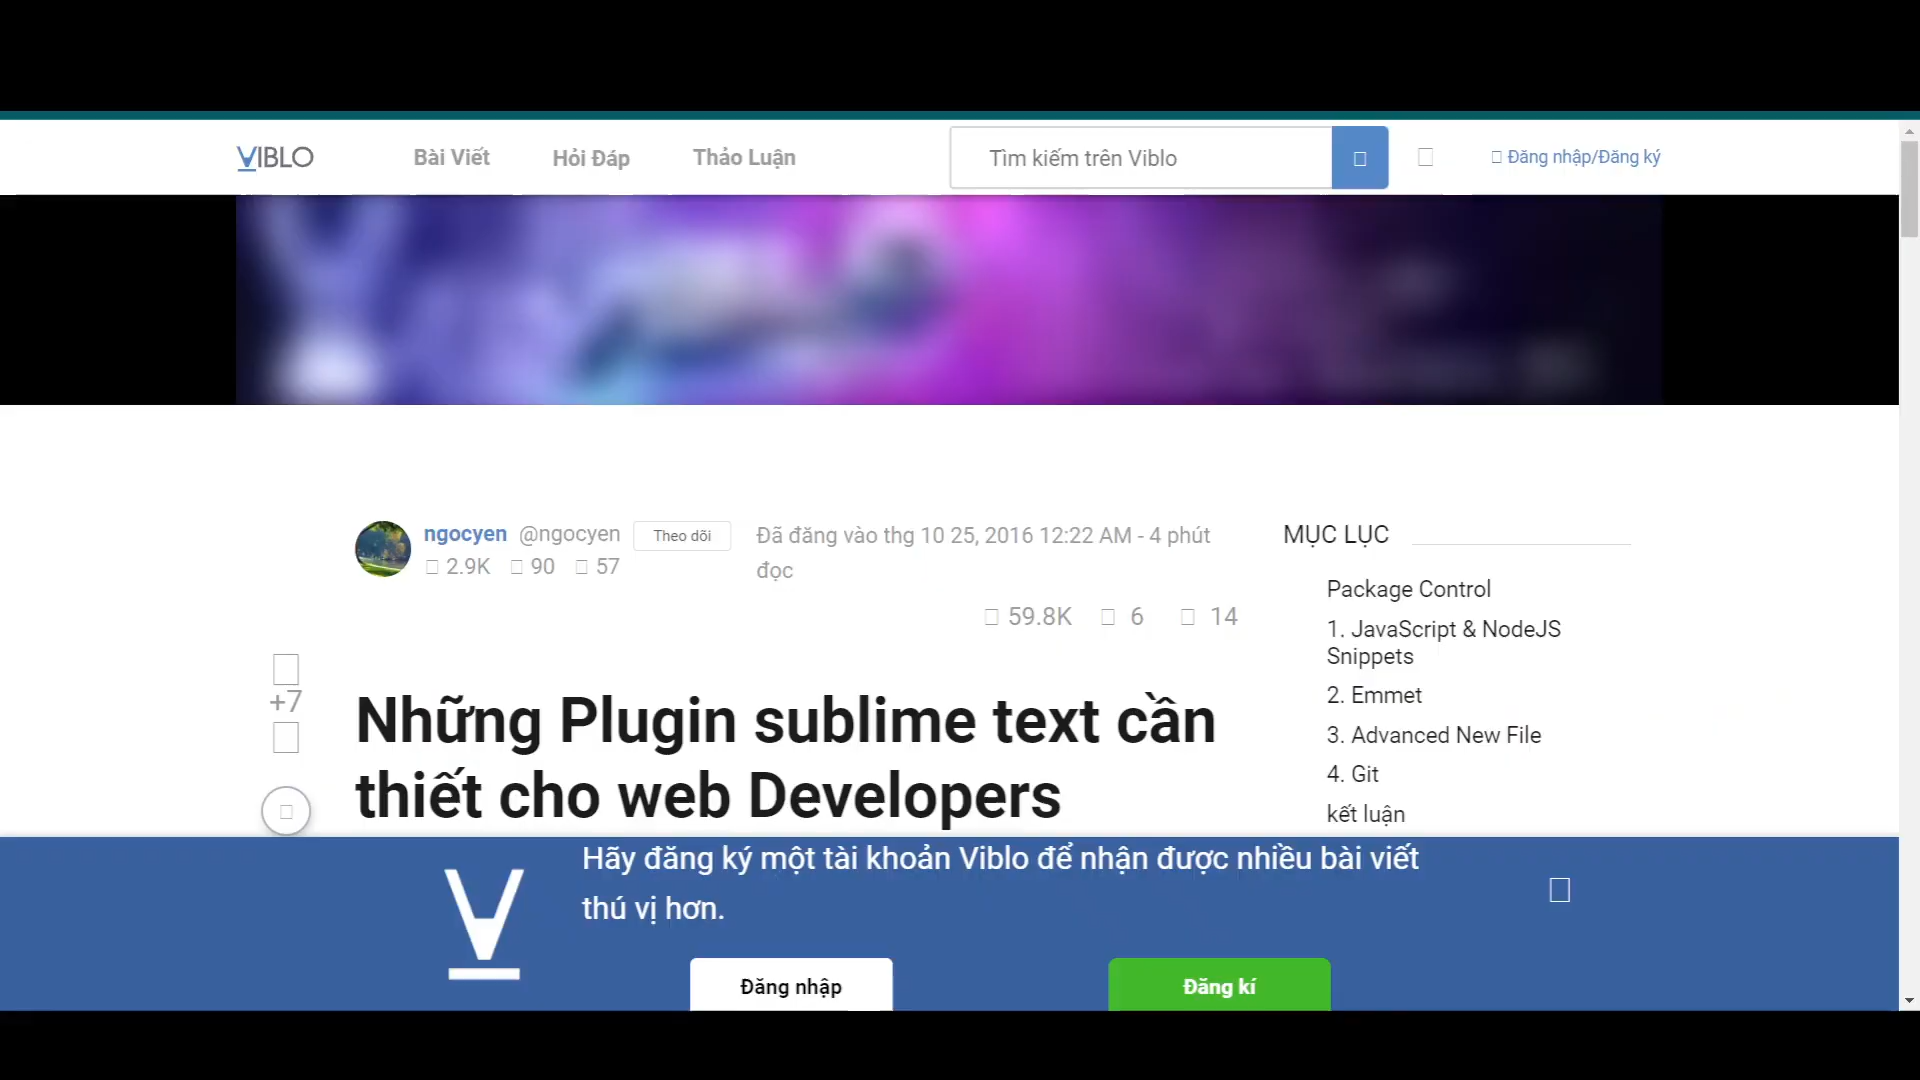 VIBLO
Bài Viết
Hỏi Đáp
Thảo Luận
Tìm kiếm trên Viblo
Đăng nhập/Đăng ký
ngocyen @ngocyen
Theo dõi
2.9K 90 57
Đã đăng vào thg 10 25, 2016 12:22 AM - 4 phút
đọc
59.8K 6 14
+7
Những Plugin sublime text cần
thiết cho web Developers
MỤC LỤC
Package Control
1. JavaScript & NodeJS
Snippets
2. Emmet
3. Advanced New File
4. Git
kết luận
Hãy đăng ký một tài khoản Viblo để nhận được nhiều bài viết
thú vị hơn.
Đăng nhập
Đăng kí